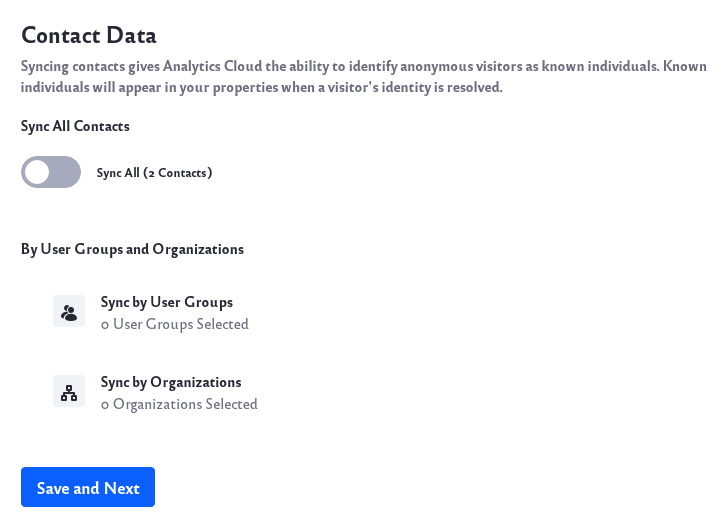 Contact Data
Syncing contacts gives Analytics Cloud the ability to identify anonymous visitors as known individuals. Known
individuals will appear in your properties when a visitor's identity is resolved.
Sync All Contacts
Sync All (2 Contacts)
By User Groups and Organizations
Sync by User Groups
0 User Groups Selected
Sync by Organizations
0 Organizations Selected
Save and Next